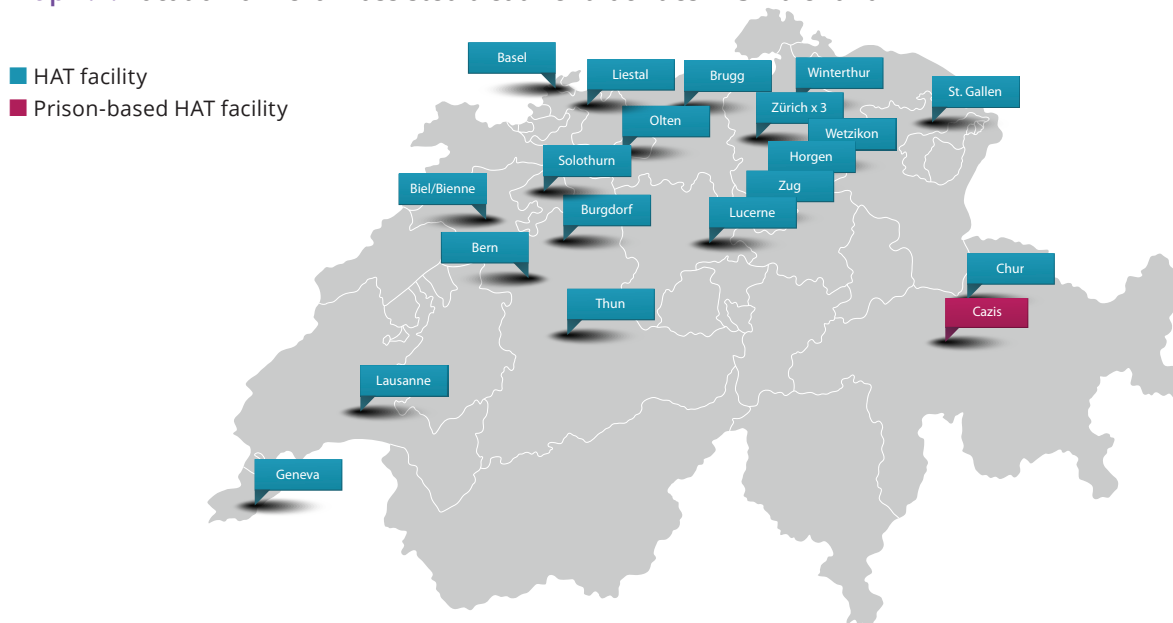 HAT facility
Prison-based HAT facility
Basel
Liestal
Brugg
Winterthur
St. Gallen
Zürich x 3
Olten
Wetzikon
Horgen
Solothurn
Zug
Biel/Bienne
Burgdorf
Lucerne
Bern
Chur
Thun
Cazis
Lausanne
Geneva